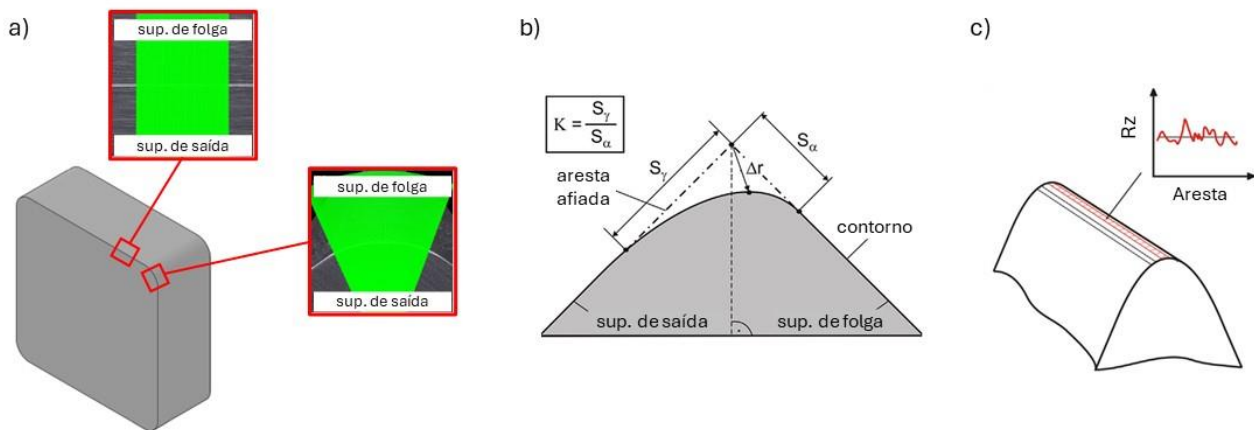 a)
sup. de folga
sup. de saída
sup. de folga
sup. de saída
b)
K = Sγ / Sα
Sγ
Sα
Δr
aresta
afiada
contorno
sup. de saída
sup. de folga
c)
Rz
Aresta